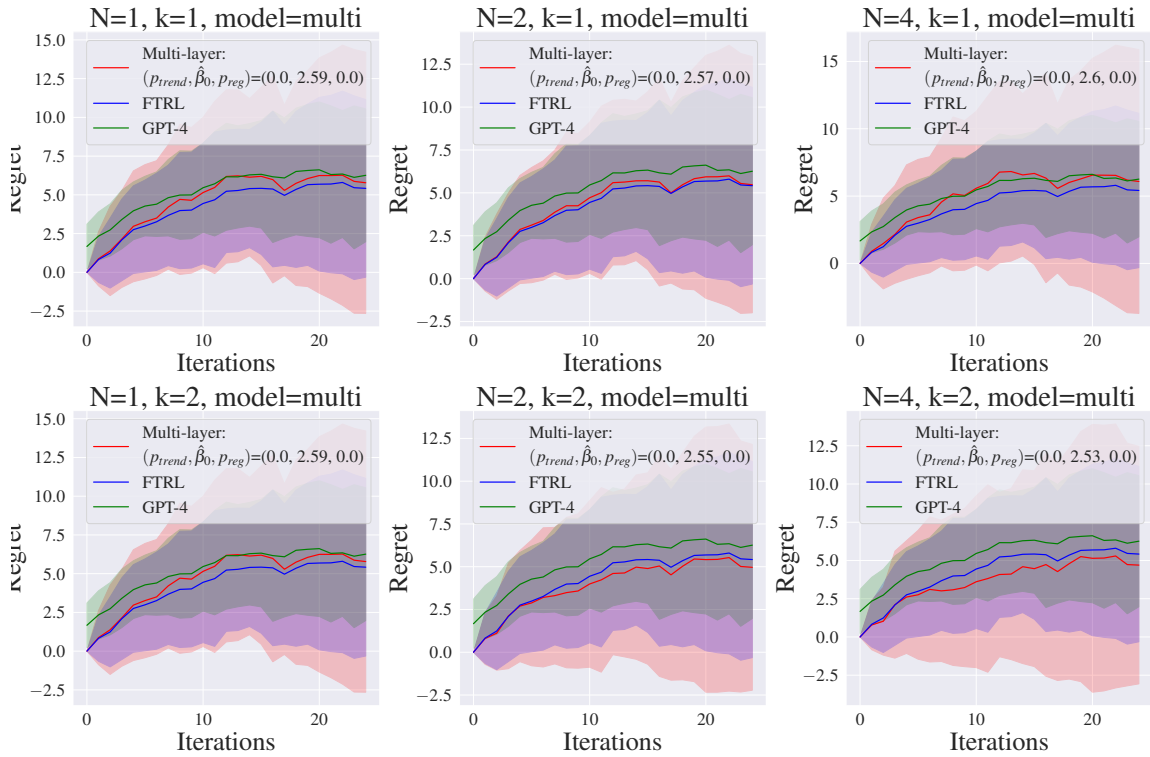 N=1, k=1, model=multi
15.0
12.5
10.0
7.5
5.0
2.5
0.0
−2.5
Regret
Multi-layer:
(p_trend, β̂_0, p_reg)=(0.0, 2.59, 0.0)
FTRL
GPT-4
0 10 20
Iterations
N=2, k=1, model=multi
12.5
10.0
7.5
5.0
2.5
0.0
−2.5
Regret
Multi-layer:
(p_trend, β̂_0, p_reg)=(0.0, 2.57, 0.0)
FTRL
GPT-4
0 10 20
Iterations
N=4, k=1, model=multi
15
10
5
0
Regret
Multi-layer:
(p_trend, β̂_0, p_reg)=(0.0, 2.6, 0.0)
FTRL
GPT-4
0 10 20
Iterations
N=1, k=2, model=multi
15.0
12.5
10.0
7.5
5.0
2.5
0.0
−2.5
Regret
Multi-layer:
(p_trend, β̂_0, p_reg)=(0.0, 2.59, 0.0)
FTRL
GPT-4
0 10 20
Iterations
N=2, k=2, model=multi
12.5
10.0
7.5
5.0
2.5
0.0
−2.5
Regret
Multi-layer:
(p_trend, β̂_0, p_reg)=(0.0, 2.55, 0.0)
FTRL
GPT-4
0 10 20
Iterations
N=4, k=2, model=multi
12.5
10.0
7.5
5.0
2.5
0.0
−2.5
Regret
Multi-layer:
(p_trend, β̂_0, p_reg)=(0.0, 2.53, 0.0)
FTRL
GPT-4
0 10 20
Iterations